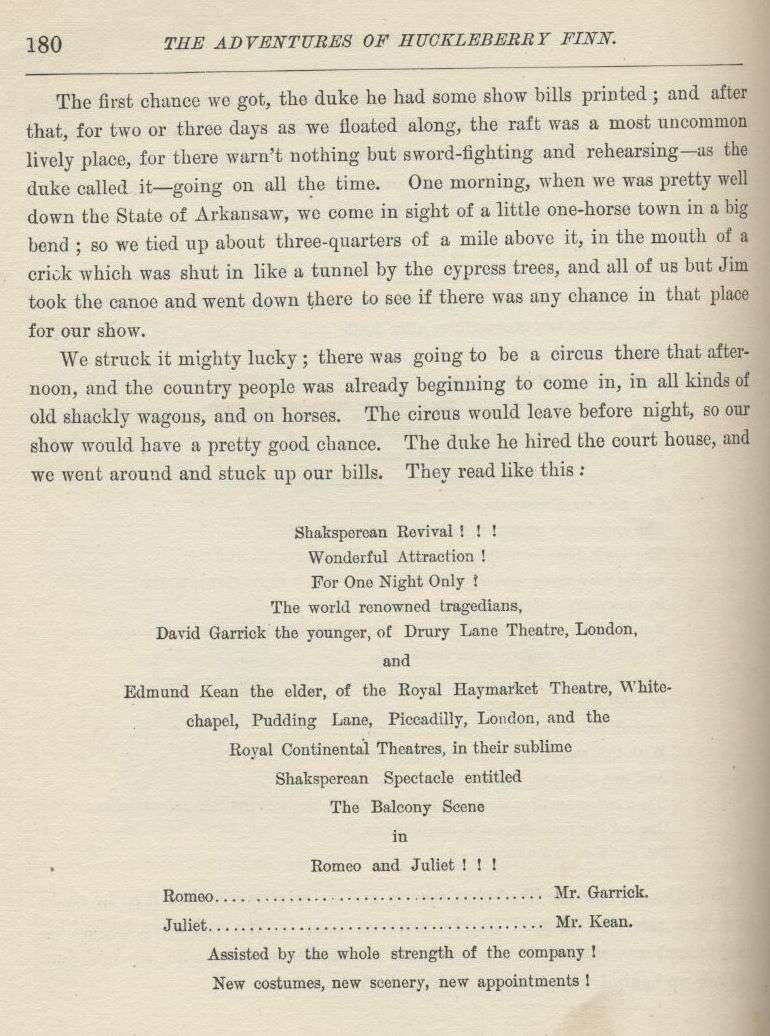 180 THE ADVENTURES OF HUCKLEBERRY FINN.
The first chance we got, the duke he had some show bills printed; and after
that, for two or three days as we floated along, the raft was a most uncommon
lively place, for there warn't nothing but sword-fighting and rehearsing—as the
duke called it—going on all the time. One morning, when we was pretty well
down the State of Arkansaw, we come in sight of a little one-horse town in a big
bend; so we tied up about three-quarters of a mile above it, in the mouth of a
crick which was shut in like a tunnel by the cypress trees, and all of us but Jim
took the canoe and went down there to see if there was any chance in that place
for our show.
We struck it mighty lucky; there was going to be a circus there that after-
noon, and the country people was already beginning to come in, in all kinds of
old shackly wagons, and on horses. The circus would leave before night, so our
show would have a pretty good chance. The duke he hired the court house, and
we went around and stuck up our bills. They read like this:
Shaksperean Revival ! ! !
Wonderful Attraction !
For One Night Only !
The world renowned tragedians,
David Garrick the younger, of Drury Lane Theatre, London,
and
Edmund Kean the elder, of the Royal Haymarket Theatre, White-
chapel, Pudding Lane, Piccadilly, London, and the
Royal Continental Theatres, in their sublime
Shaksperean Spectacle entitled
The Balcony Scene
in
Romeo and Juliet ! ! !
Romeo........................................ Mr. Garrick.
Juliet......................................... Mr. Kean.
Assisted by the whole strength of the company !
New costumes, new scenery, new appointments !